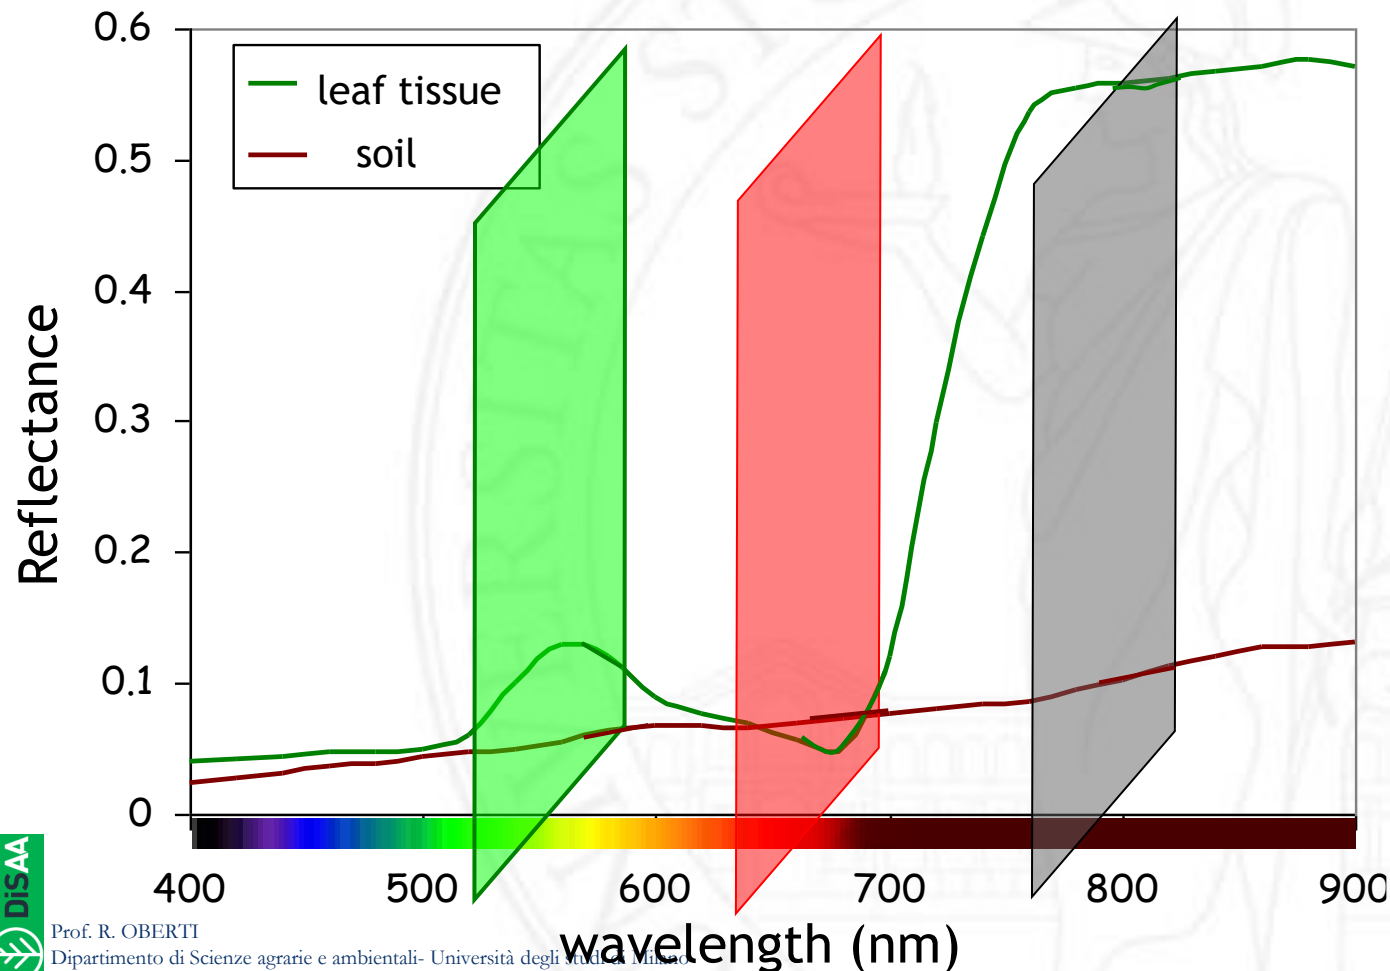 0.6
leaf tissue
soil
0.5
0.4
0.3
0.2
0.1
0
Reflectance
400 500 600 700 800 900
wavelength (nm)
DiSAA
Prof. R. OBERTI
Dipartimento di Scienze agrarie e ambientali- Università degli studi di Milano